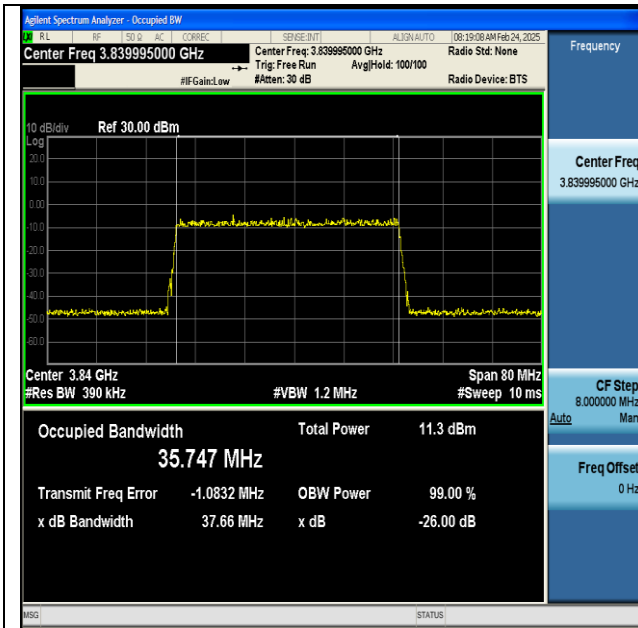 Agilent Spectrum Analyzer - Occupied BW
LXI RL RF 50 Ω AC CORREC SENSE:INT ALIGN AUTO 08:19:08 AM Feb 24, 2025
Center Freq 3.839995000 GHz Center Freq: 3.839995000 GHz Radio Std: None
Trig: Free Run Avg|Hold: 100/100
#IFGain:Low #Atten: 30 dB Radio Device: BTS
Frequency
10 dB/div Ref 30.00 dBm
Log
20.0
10.0
0.00
-10.0
-20.0
-30.0
-40.0
-50.0
-60.0
Center 3.84 GHz Span 80 MHz
#Res BW 390 kHz #VBW 1.2 MHz #Sweep 10 ms
Occupied Bandwidth Total Power 11.3 dBm
35.747 MHz
Transmit Freq Error -1.0832 MHz OBW Power 99.00 %
x dB Bandwidth 37.66 MHz x dB -26.00 dB
Center Freq
3.839995000 GHz
CF Step
8.000000 MHz
Auto Man
Freq Offset
0 Hz
MSG STATUS